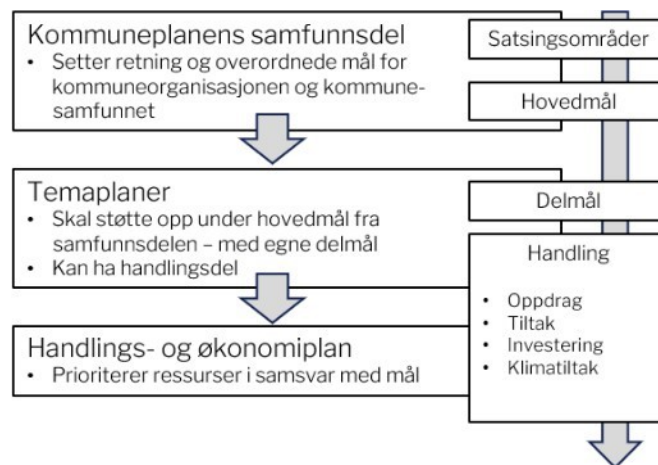 Kommuneplanens samfunnsdel
• Setter retning og overordnede mål for
kommuneorganisasjonen og kommune-
samfunnet
Satsingsområder
Hovedmål
Temaplaner
• Skal støtte opp under hovedmål fra
samfunnsdelen – med egne delmål
• Kan ha handlingsdel
Delmål
Handling
• Oppdrag
• Tiltak
• Investering
• Klimatiltak
Handlings- og økonomiplan
• Prioriterer ressurser i samsvar med mål